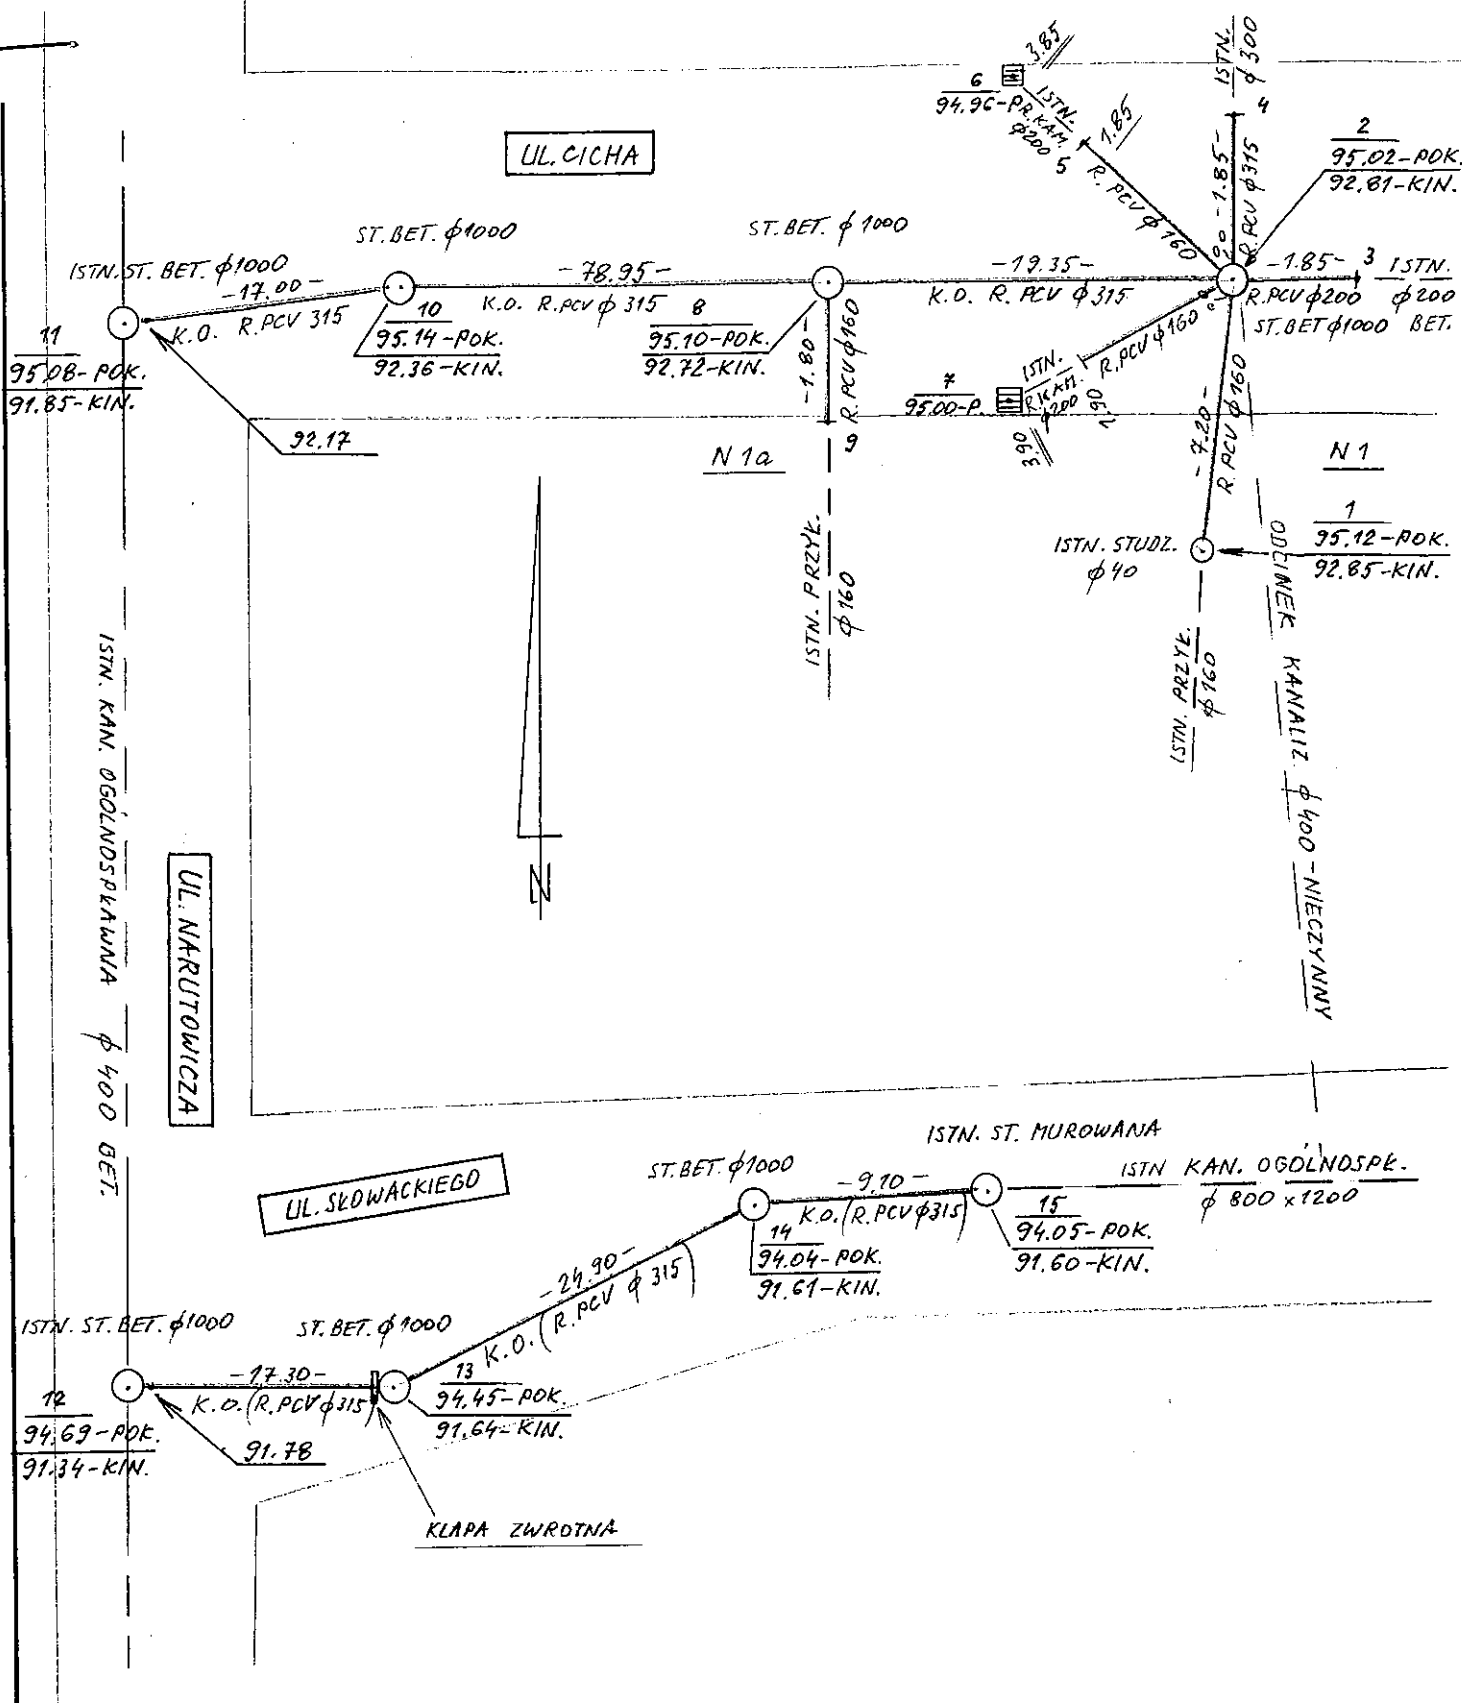 3.85
6
94.96-P
ISTN.
R.KAM.
φ200
5
1.85
R. PCV φ160
ISTN.
φ300
4
-1.85-
R.PCV φ315
2
95.02-POK.
92.81-KIN.
UL. CICHA
ISTN. ST. BET. φ1000
-17.00-
K.O. R.PCV 315
ST.BET. φ1000
-78.95-
K.O. R.PCV φ 315
ST.BET. φ1000
-19.35-
K.O. R. PCV φ315
-1.85-
3
ISTN.
φ200
BET.
R.PCV φ200
ST.BET φ1000
11
95.08-POK.
91.85-KIN.
92.17
10
95.14-POK.
92.36-KIN.
8
95.10-POK.
92.72-KIN.
-1.80-
R.PCV φ160
9
7
95.00-P.
ISTN.
R.KAM.
φ200
3.90
1.90
R.PCV φ160
-7.20-
R. PCV φ160
N 1a
N 1
1
95.12-POK.
92.85-KIN.
ISTN. STUDZ.
φ40
ISTN. PRZYŁ.
φ160
ISTN. PRZYŁ.
φ160
ODCINEK KANALIZ. φ400-NIECZYNNY
ISTN. KAN. OGÓLNOSPŁAWNA φ400 BET.
UL. NARUTOWICZA
N
UL. SŁOWACKIEGO
ISTN. ST. MUROWANA
ST.BET. φ1000
-9.10-
K.O. (R.PCV φ315)
ISTN KAN. OGÓLNOSPŁ.
φ 800 x 1200
15
94.05-POK.
91.60-KIN.
14
94.04-POK.
91.61-KIN.
-24.90-
K.O. (R.PCV φ 315)
ISTN. ST. BET. φ1000
ST. BET. φ1000
-17.30-
K.O. (R.PCV φ315)
13
94.45-POK.
91.64-KIN.
12
94.69-POK.
91.34-KIN.
91.78
KLAPA ZWROTNA